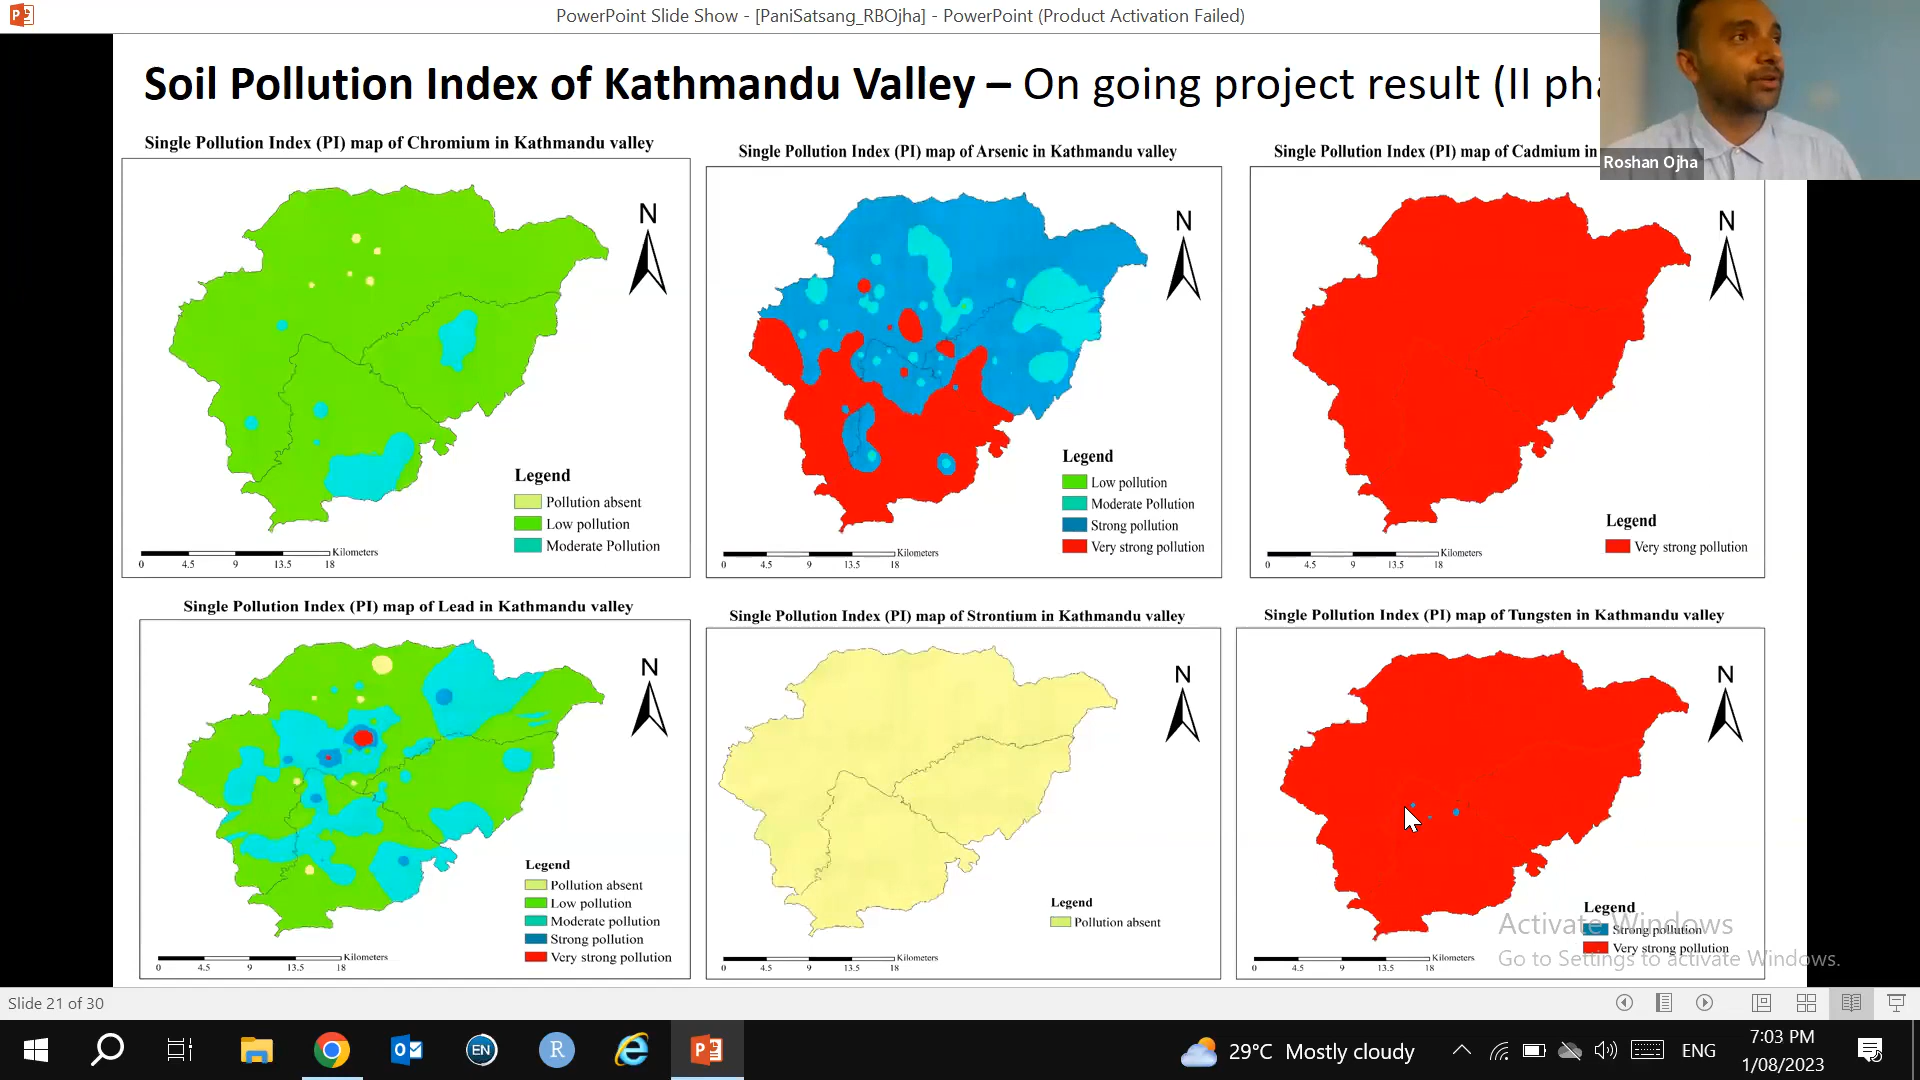 PowerPoint Slide Show - [PaniSatsang_RBOjha] - PowerPoint (Product Activation Failed)
Soil Pollution Index of Kathmandu Valley – On going project result (II pha
Roshan Ojha
Single Pollution Index (PI) map of Chromium in Kathmandu valley
N
Legend
Pollution absent
Low pollution
Moderate Pollution
Kilometers
0 4.5 9 13.5 18
Single Pollution Index (PI) map of Arsenic in Kathmandu valley
N
Legend
Low pollution
Moderate Pollution
Strong pollution
Very strong pollution
Kilometers
0 4.5 9 13.5 18
Single Pollution Index (PI) map of Cadmium in
N
Legend
Very strong pollution
Kilometers
0 4.5 9 13.5 18
Single Pollution Index (PI) map of Lead in Kathmandu valley
N
Legend
Pollution absent
Low pollution
Moderate pollution
Strong pollution
Very strong pollution
Kilometers
0 4.5 9 13.5 18
Single Pollution Index (PI) map of Strontium in Kathmandu valley
N
Legend
Pollution absent
Kilometers
0 4.5 9 13.5 18
Single Pollution Index (PI) map of Tungsten in Kathmandu valley
N
Legend
Strong pollution
Very strong pollution
Kilometers
0 4.5 9 13.5 18
Activate Windows
Go to Settings to activate Windows.
Slide 21 of 30
EN
R
29°C Mostly cloudy
ENG
7:03 PM
1/08/2023